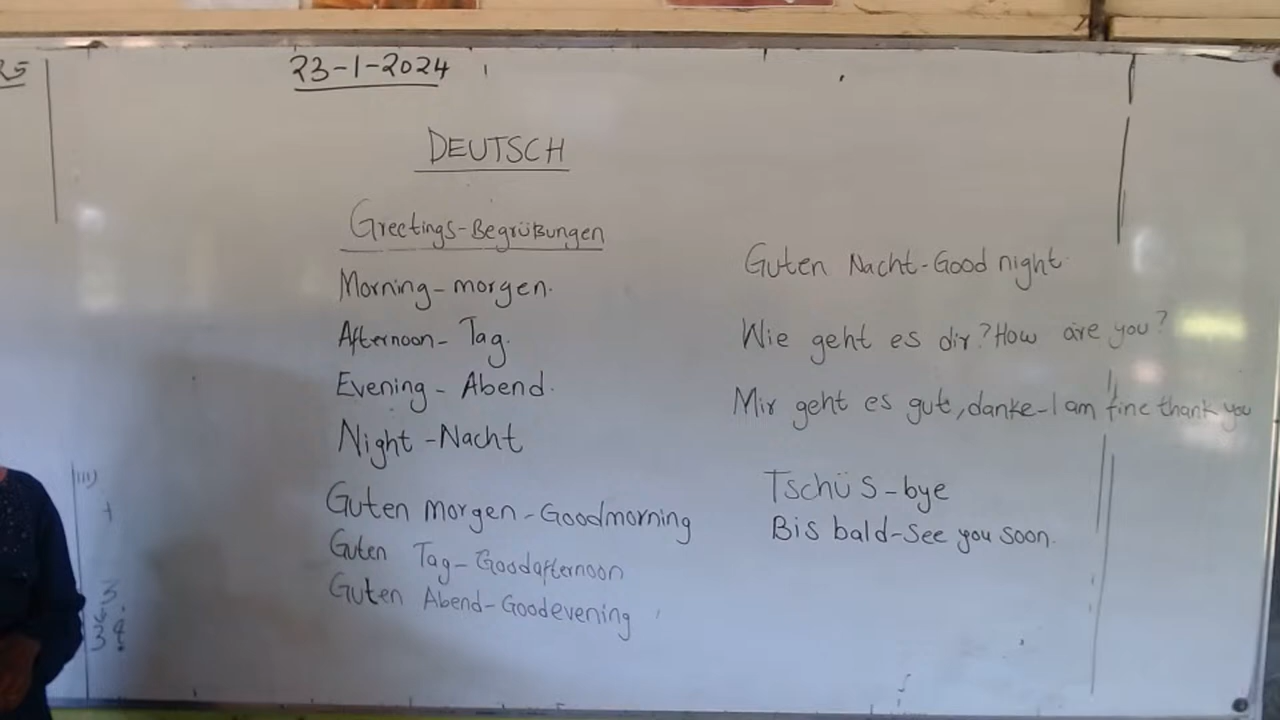 25
23-1-2024
DEUTSCH
Greetings-Begrüßungen
Morning-morgen.
Afternoon-Tag.
Evening-Abend.
Night-Nacht
Guten morgen-Goodmorning
Guten Tag-Goodafternoon
Guten Abend-Goodevening
Guten Nacht-Good night.
Wie geht es dir? How are you?
Mir geht es gut, danke-I am fine thank you
Tschüs-bye
Bis bald-See you soon.